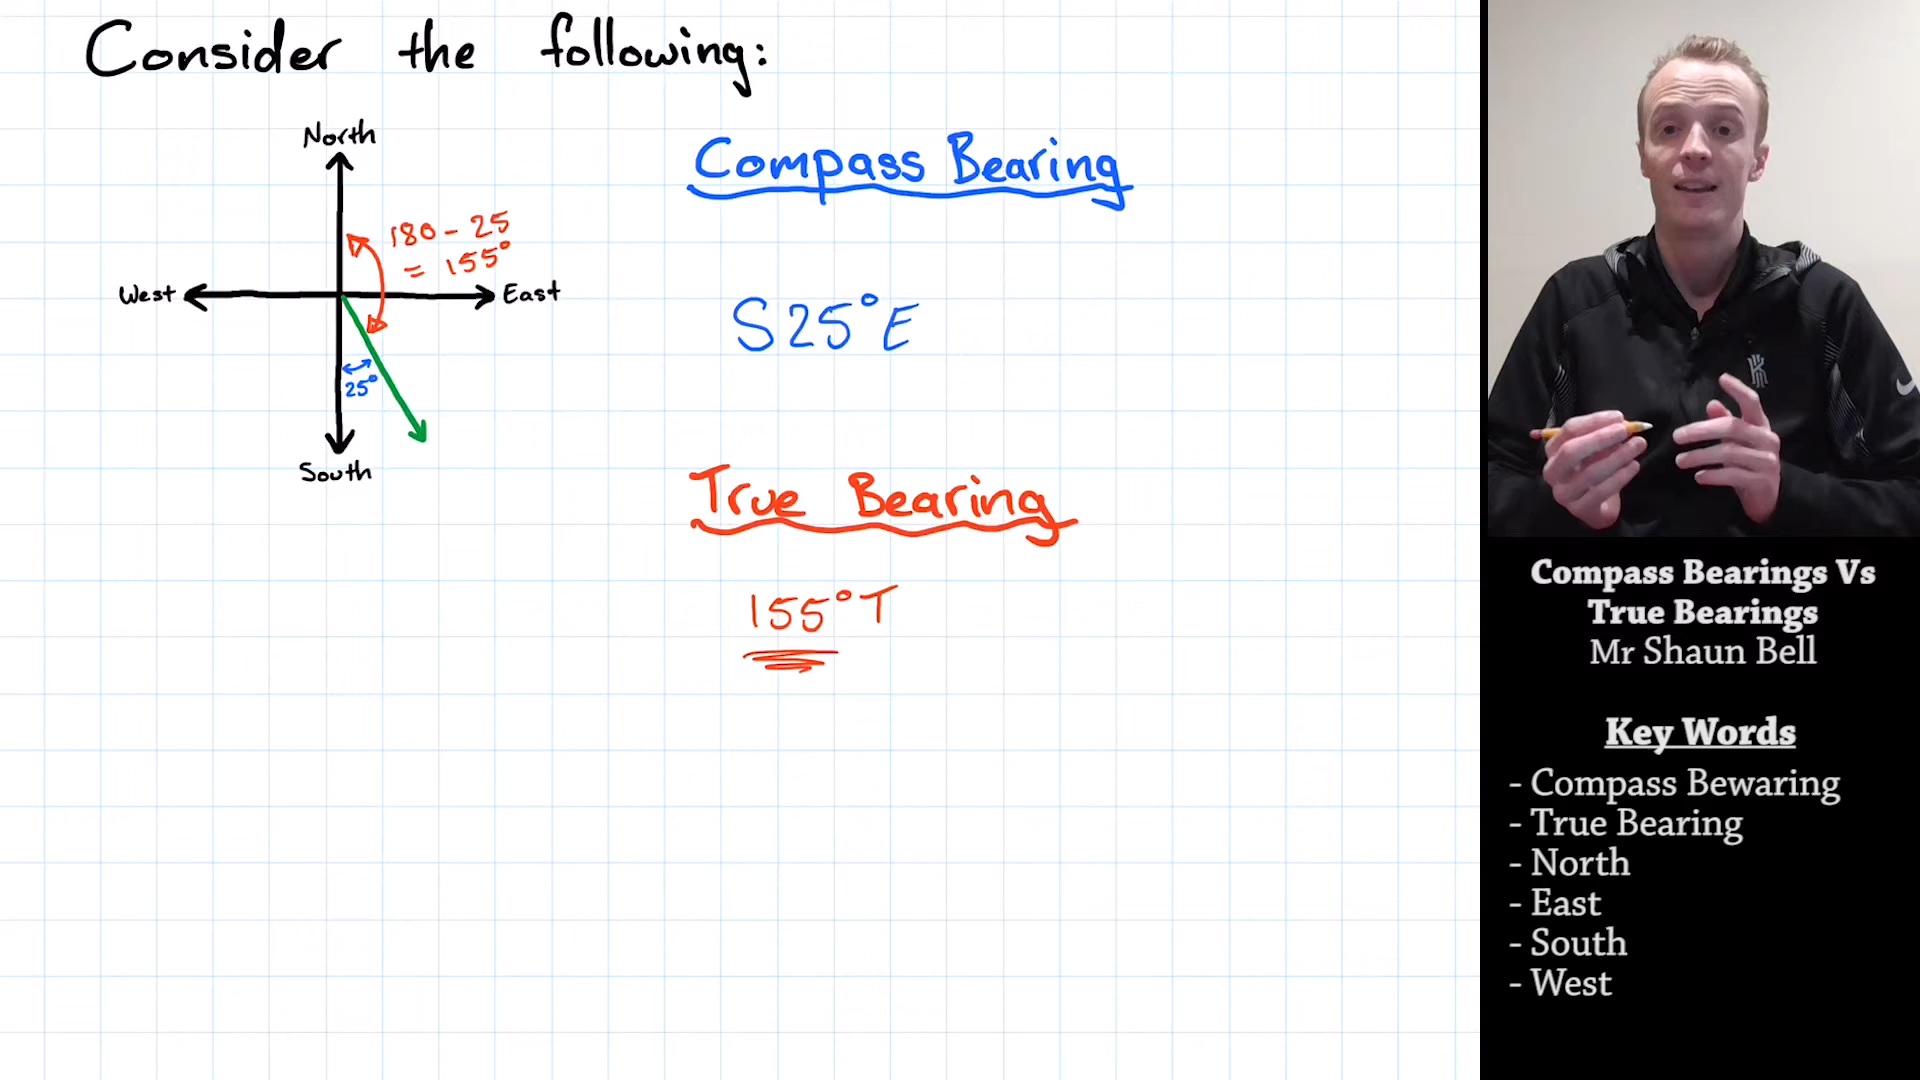 Consider the following:
North
180 - 25
= 155°
West
East
25°
South
Compass Bearing
S25°E
True Bearing
155°T
Compass Bearings Vs
True Bearings
Mr Shaun Bell
Key Words
- Compass Bewaring
- True Bearing
- North
- East
- South
- West